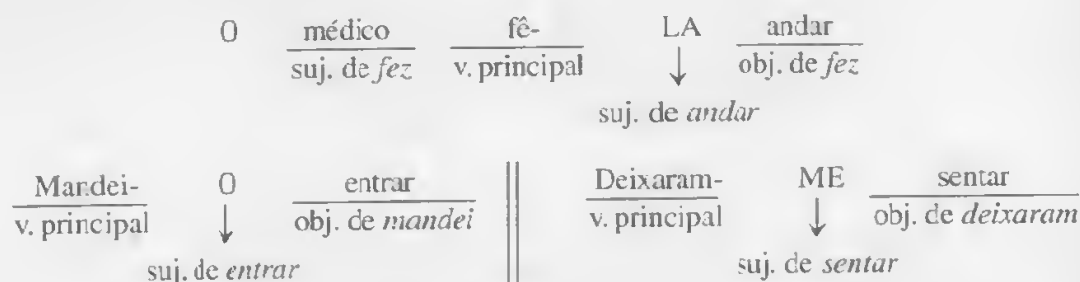 O médico fê- LA andar
suj. de fez v. principal ↓ obj. de fez
suj. de andar
Mandei- O entrar
v. principal ↓ obj. de mandei
suj. de entrar
Deixaram- ME sentar
v. principal ↓ obj. de deixaram
suj. de sentar